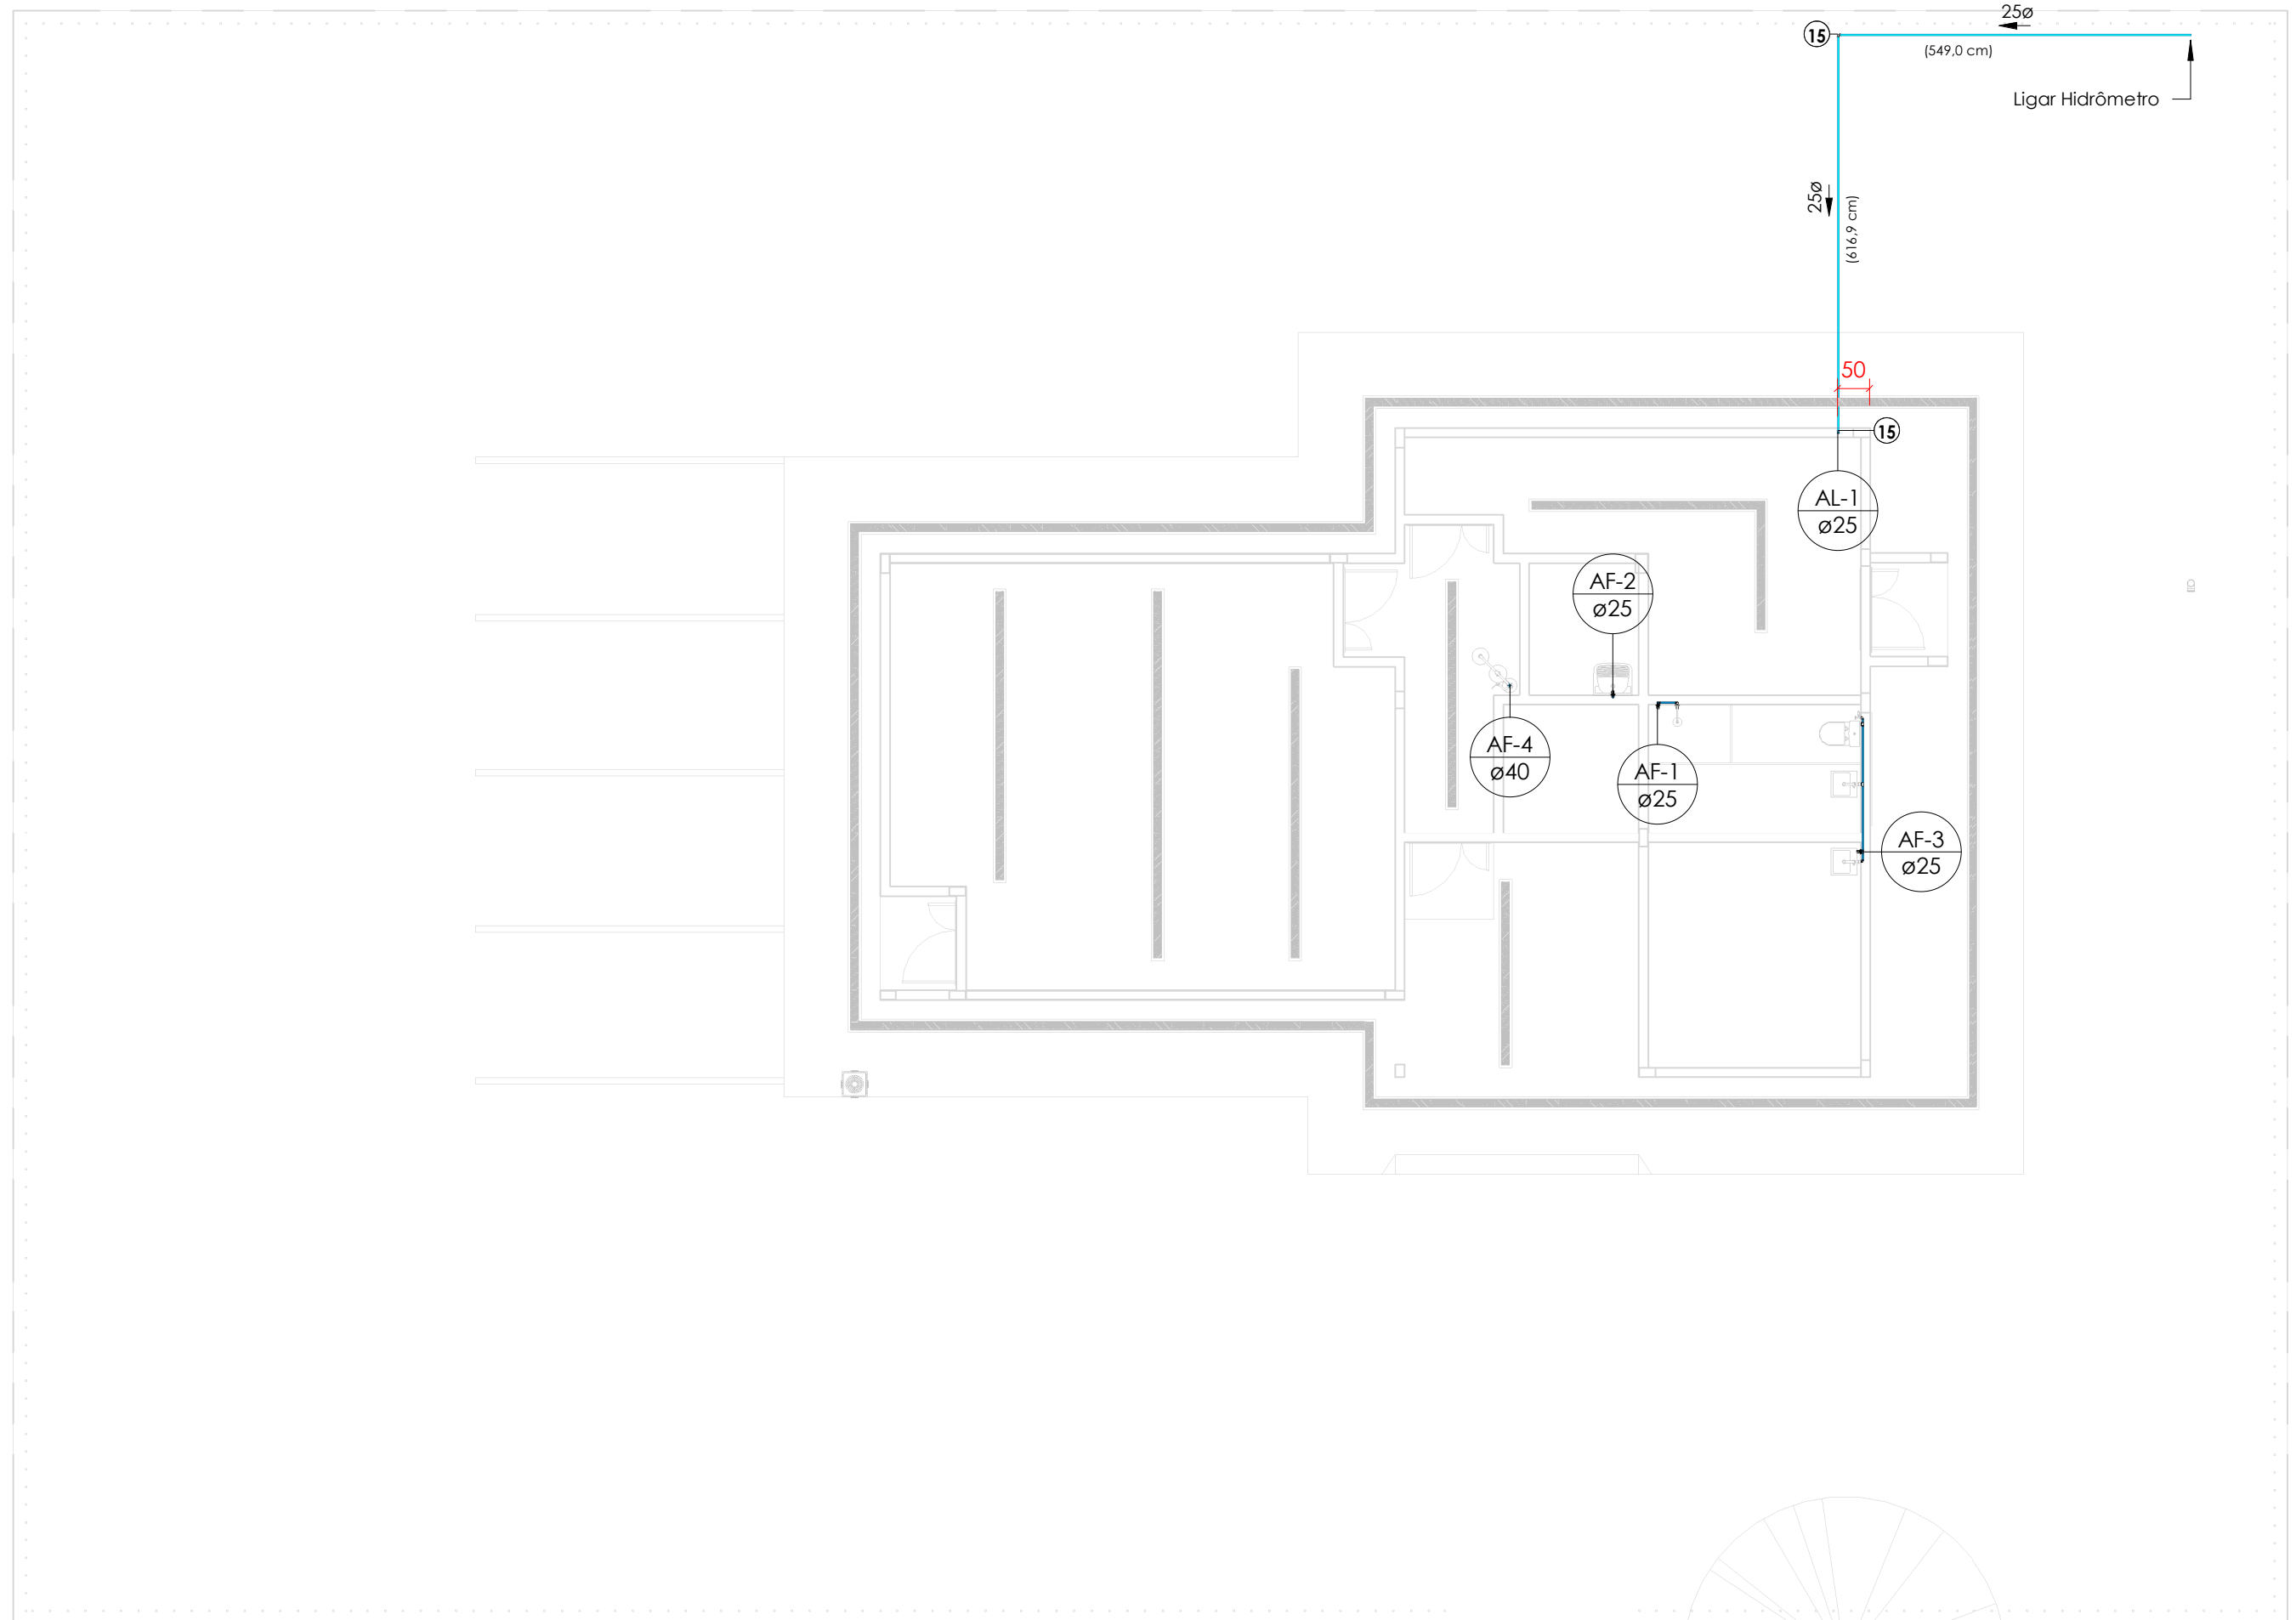 25ø
15
(549,0 cm)
Ligar Hidrômetro
25ø
(616,9 cm)
50
15
AL-1
ø25
AF-2
ø25
AF-4
ø40
AF-1
ø25
AF-3
ø25